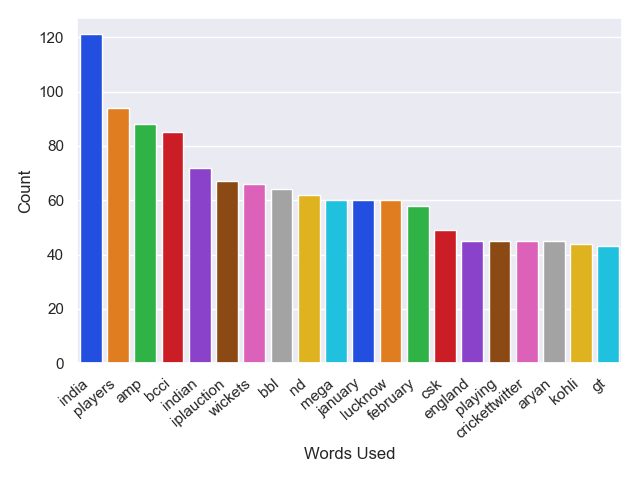 120
100
80
60
40
20
0
Count
india
players
amp
bcci
indian
iplauction
wickets
bbl
nd
mega
january
lucknow
february
csk
england
playing
crickettwitter
aryan
kohli
gt
Words Used